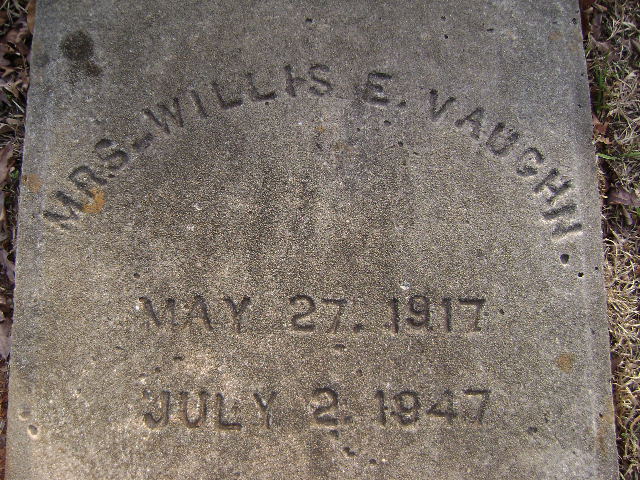 MRS. WILLIS E. VAUGHN.
MAY 27. 1917
JULY 2. 1947